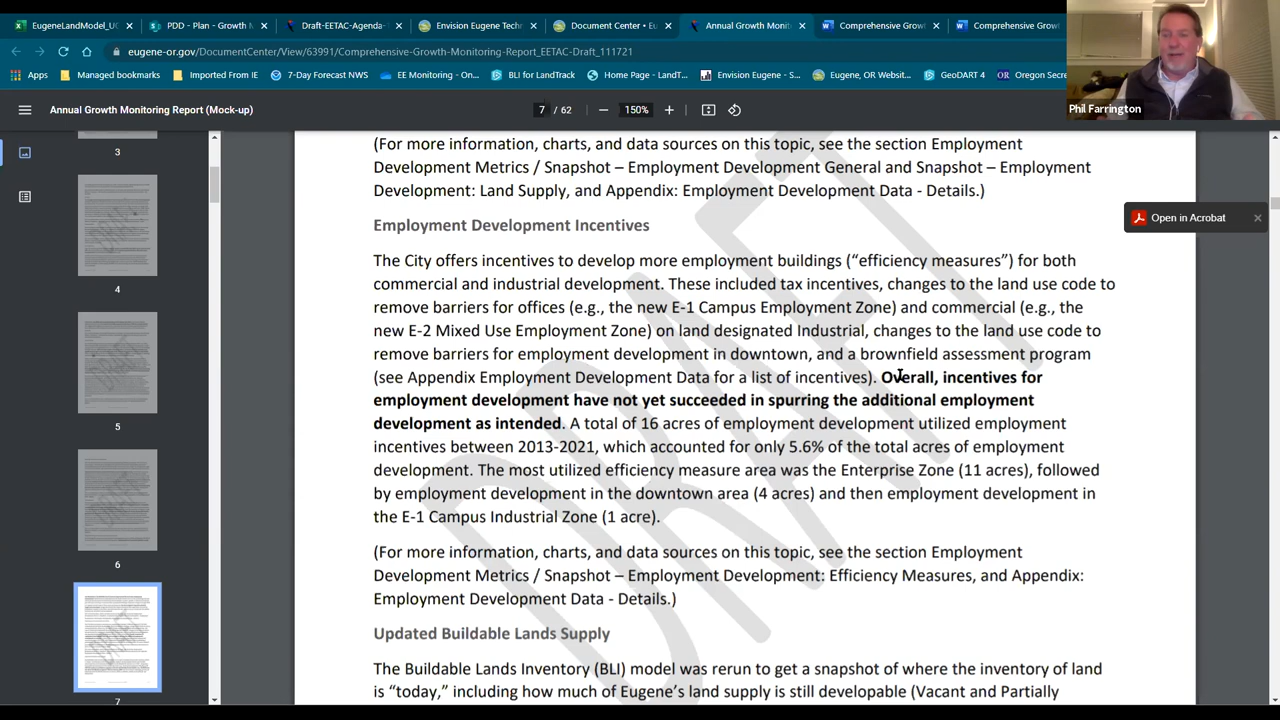 EugeneLandModel_UG
PDD - Plan - Growth M
Draft-EETAC-Agenda-
Envision Eugene Techn
Document Center • Eu
Annual Growth Monito
Comprehensive Growt
Comprehensive Grow
eugene-or.gov/DocumentCenter/View/63991/Comprehensive-Growth-Monitoring-Report_EETAC-Draft_111721
Apps
Managed bookmarks
Imported From IE
7-Day Forecast NWS
EE Monitoring - On...
BLI for LandTrack
Home Page - LandT...
Envision Eugene - S...
Eugene, OR Websit...
GeoDART 4
Oregon Secre
Phil Farrington
Annual Growth Monitoring Report (Mock-up)
7 / 62
150%
3
4
5
6
7
Open in Acrobat
DRAFT
(For more information, charts, and data sources on this topic, see the section Employment
Development Metrics / Snapshot – Employment Development General and Snapshot – Employment
Development: Land Supply, and Appendix: Employment Development Data - Details.)
Employment Development Incentives
The City offers incentives to develop more employment buildings (“efficiency measures”) for both
commercial and industrial development. These included tax incentives, changes to the land use code to
remove barriers for offices (e.g., the new E-1 Campus Employment Zone) and commercial (e.g., the
new E-2 Mixed Use Employment Zone) on land designated Industrial, changes to the land use code to
remove barriers for employment development in downtown, and a brownfield assessment program
(see Appendix Employment Development Data for a list of incentives). Overall, incentives for
employment development have not yet succeeded in spurring the additional employment
development as intended. A total of 16 acres of employment development utilized employment
incentives between 2013-2021, which accounted for only 5.6% of the total acres of employment
development. The most utilized efficiency measure area was the Enterprise Zone (11 acres), followed
by employment development in the downtown area (4 acres) and then employment development in
the E-1 Campus Industrial Zone (1 acre).
(For more information, charts, and data sources on this topic, see the section Employment
Development Metrics / Snapshot – Employment Development: Efficiency Measures, and Appendix:
Employment Development Data - Details.)
Updated Buildable Lands Supply
The Buildable Lands Inventory (BLI) model was rerun to get a snapshot of where the inventory of land
is “today,” including how much of Eugene’s land supply is still developable (Vacant and Partially